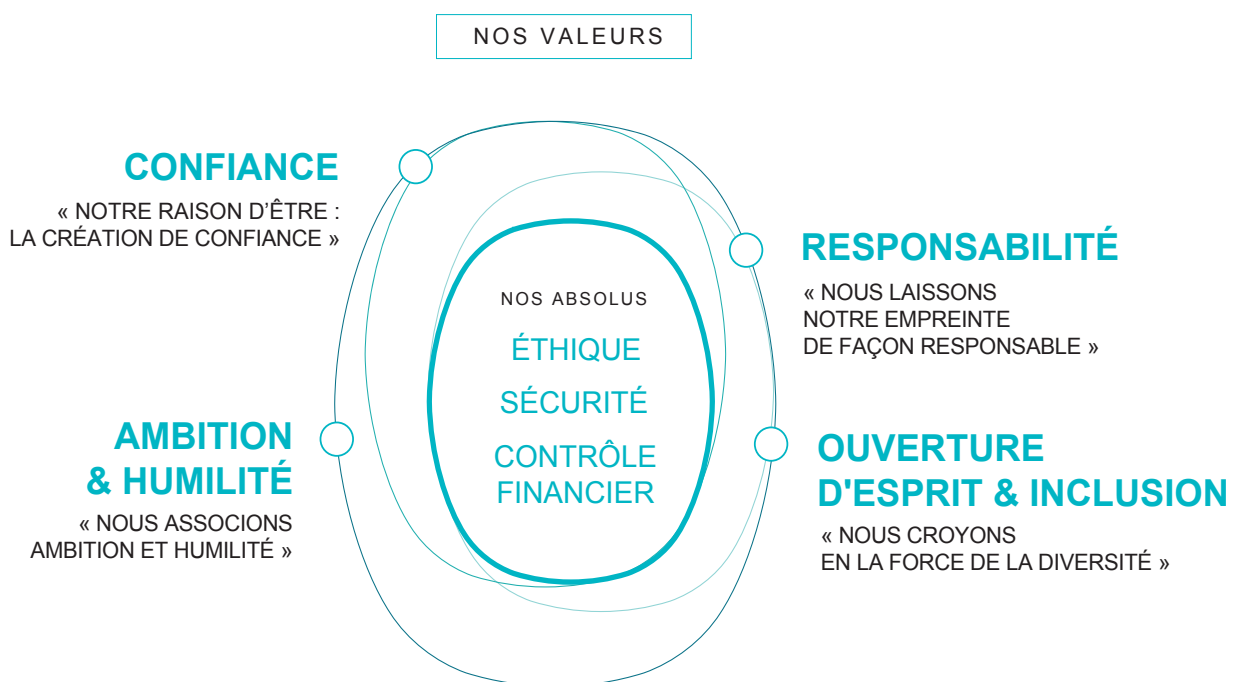 NOS VALEURS
CONFIANCE
« NOTRE RAISON D’ÊTRE :
LA CRÉATION DE CONFIANCE »
RESPONSABILITÉ
« NOUS LAISSONS
NOTRE EMPREINTE
DE FAÇON RESPONSABLE »
NOS ABSOLUS
ÉTHIQUE
SÉCURITÉ
CONTRÔLE
FINANCIER
AMBITION
& HUMILITÉ
« NOUS ASSOCIONS
AMBITION ET HUMILITÉ »
OUVERTURE
D'ESPRIT & INCLUSION
« NOUS CROYONS
EN LA FORCE DE LA DIVERSITÉ »